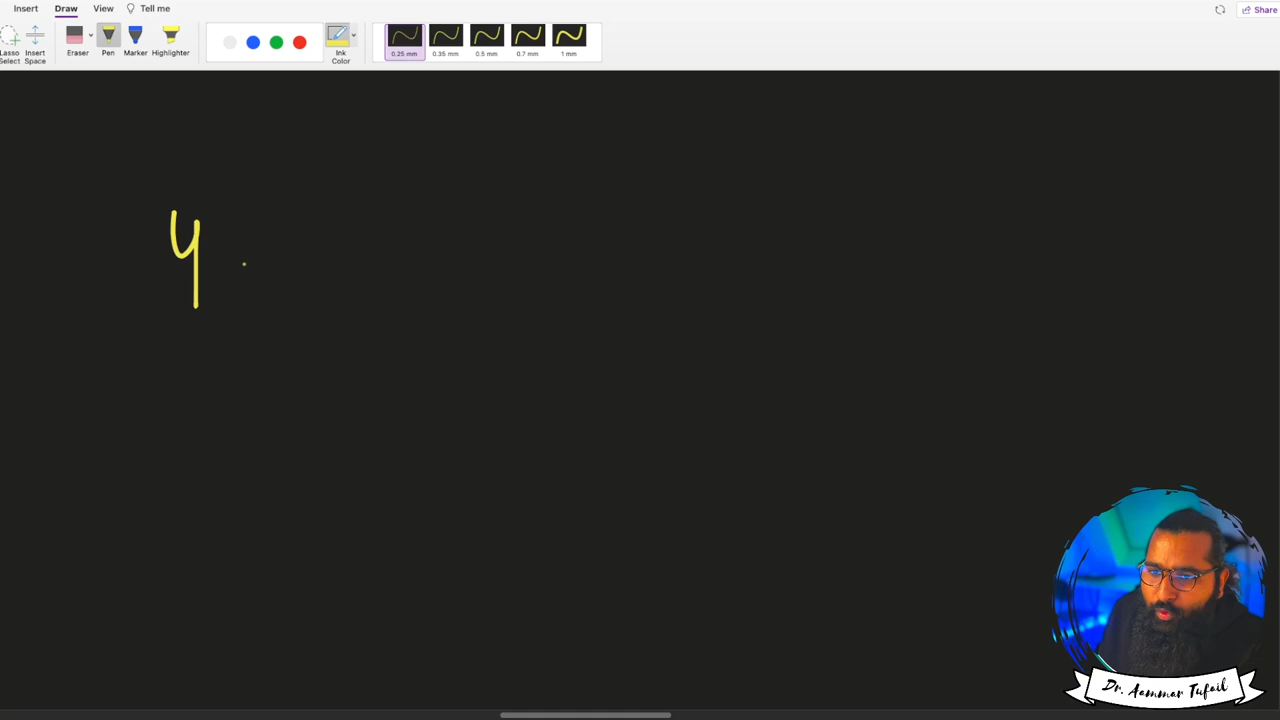 Insert Draw View Tell me Share
Lasso Select Insert Space Eraser Pen Marker Highlighter Ink Color 0.25 mm 0.35 mm 0.5 mm 0.7 mm 1 mm
y
Dr. Aammar Tufail